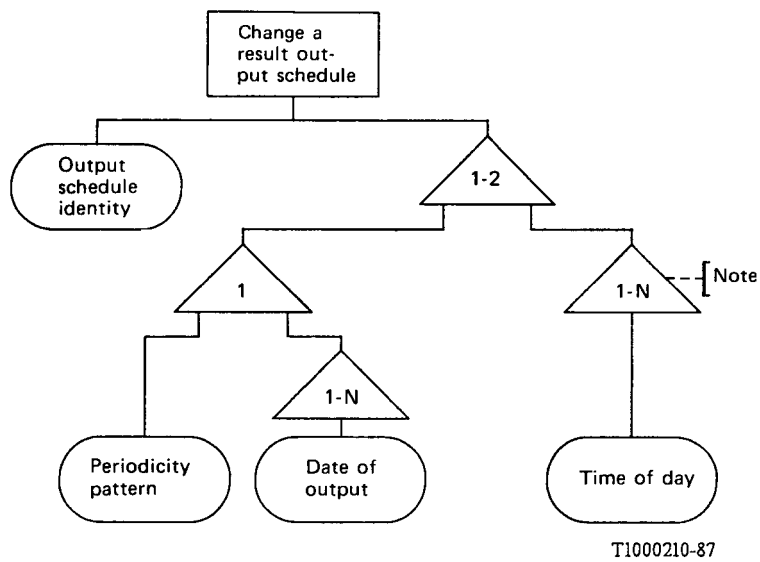 Change a
result out-
put schedule
Output
schedule
identity
1-2
1
1-N
Note
1-N
Periodicity
pattern
Date of
output
Time of day
T1000210-87